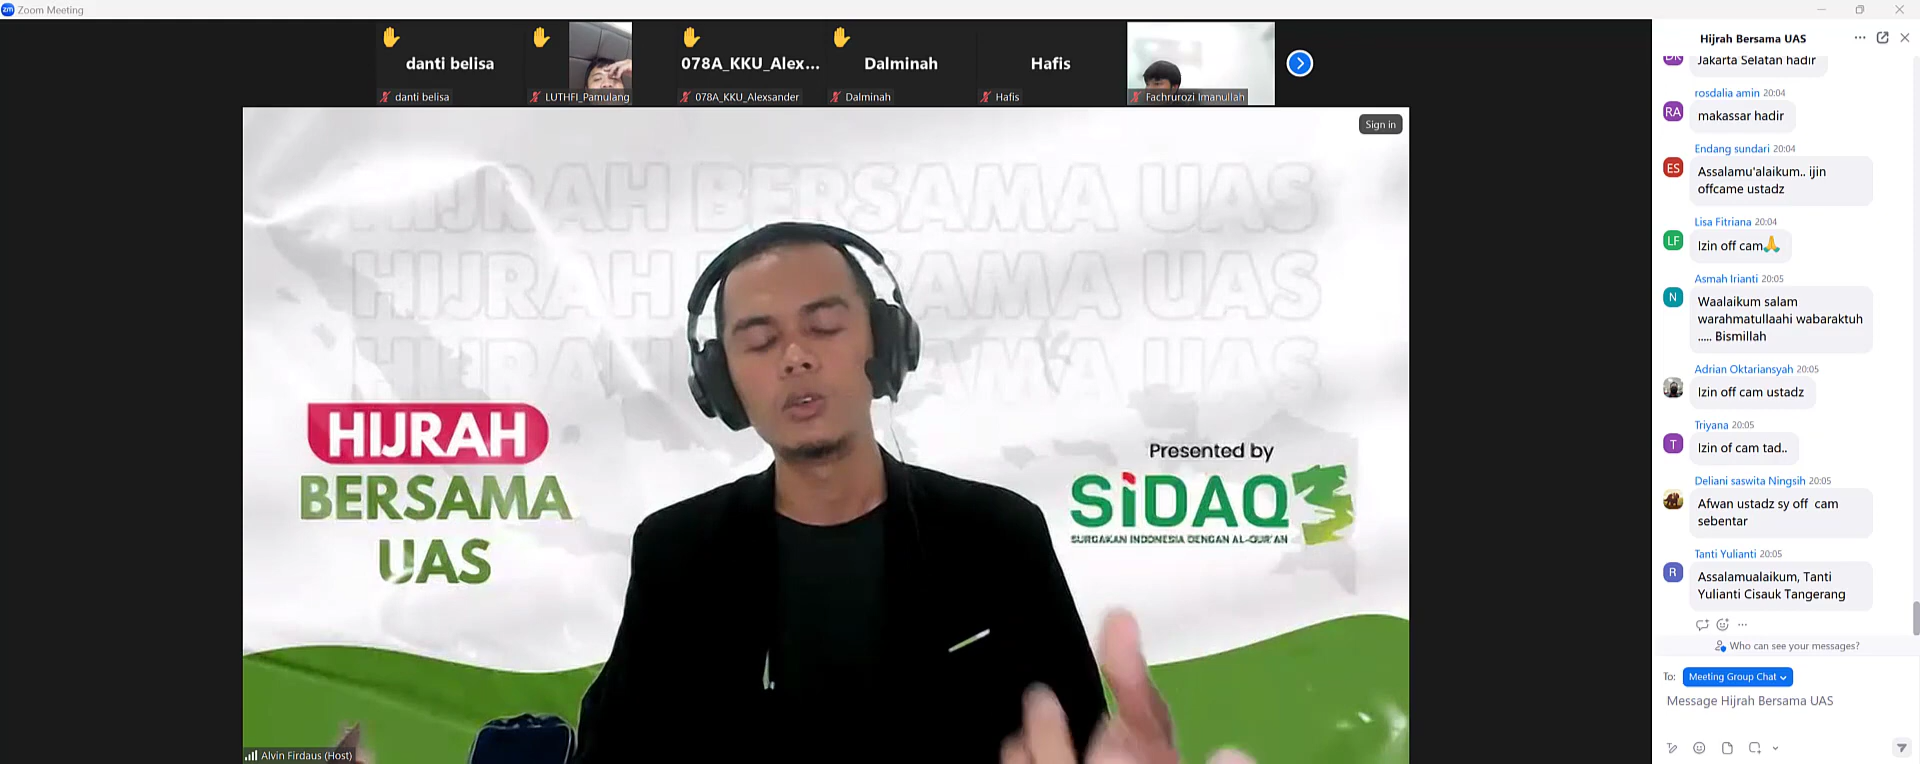 Zoom Meeting
danti belisa
078A_KKU_Alex...
Dalminah
Hafis
danti belisa
LUTHFI_Pamulang
078A_KKU_Alexsander
Dalminah
Hafis
Fachrurozi Imanullah
Sign in
HIJRAH BERSAMA UAS
HIJRAH BERSAMA UAS
HIJRAH BERSAMA UAS
HIJRAH
BERSAMA
UAS
Presented by
SiDAQ
SURGAKAN INDONESIA DENGAN AL-QUR'AN
Alvin Firdaus (Host)
Hijrah Bersama UAS
Jakarta Selatan hadir
rosdalia amin 20:04
RA
makassar hadir
Endang sundari 20:04
ES
Assalamu'alaikum.. ijin
offcame ustadz
Lisa Fitriana 20:04
LF
Izin off cam🙏
Asmah Irianti 20:05
N
Waalaikum salam
warahmatullaahi wabaraktuh
..... Bismillah
Adrian Oktariansyah 20:05
Izin off cam ustadz
Triyana 20:05
T
Izin of cam tad..
Deliani saswita Ningsih 20:05
Afwan ustadz sy off cam
sebentar
Tanti Yulianti 20:05
R
Assalamualaikum, Tanti
Yulianti Cisauk Tangerang
Who can see your messages?
To: Meeting Group Chat
Message Hijrah Bersama UAS